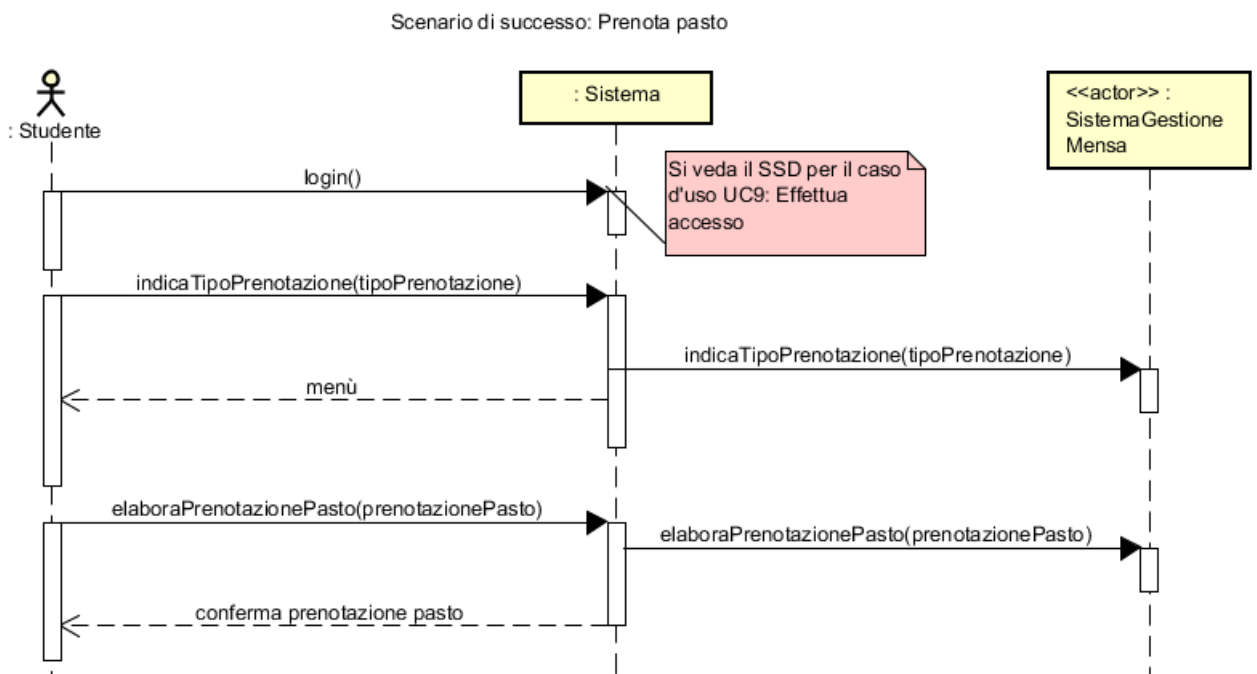 Scenario di successo: Prenota pasto
: Studente
: Sistema
<<actor>> :
SistemaGestione
Mensa
login()
Si veda il SSD per il caso
d'uso UC9: Effettua
accesso
indicaTipoPrenotazione(tipoPrenotazione)
indicaTipoPrenotazione(tipoPrenotazione)
menù
elaboraPrenotazionePasto(prenotazionePasto)
elaboraPrenotazionePasto(prenotazionePasto)
conferma prenotazione pasto